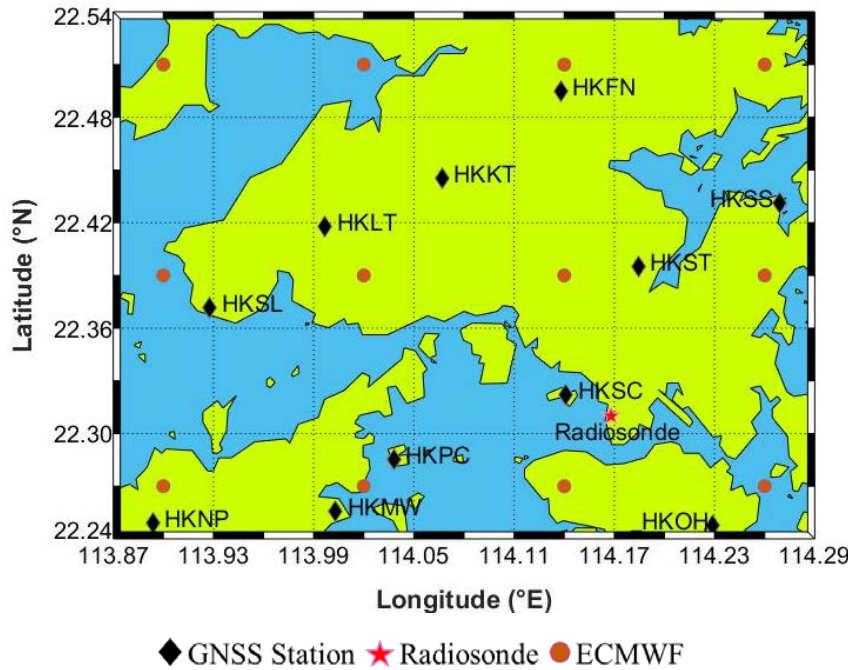 22.54
HKFN
22.48
HKKT
HKSS
22.42
HKLT
HKST
HKSL
22.36
HKSC
22.30
Radiosonde
HKPC
HKMW
HKNP
HKOH
22.24
113.87 113.93 113.99 114.05 114.11 114.17 114.23 114.29
Latitude (°N)
Longitude (°E)
GNSS Station Radiosonde ECMWF